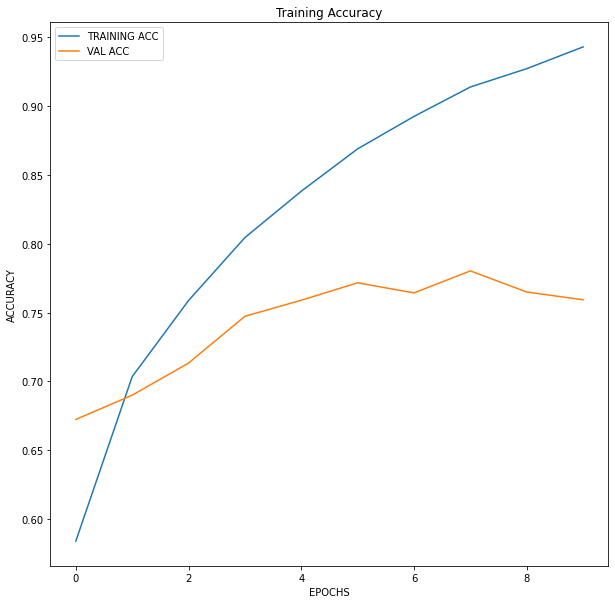 Training Accuracy
TRAINING ACC
VAL ACC
0.95
0.90
0.85
0.80
0.75
0.70
0.65
0.60
ACCURACY
0 2 4 6 8
EPOCHS